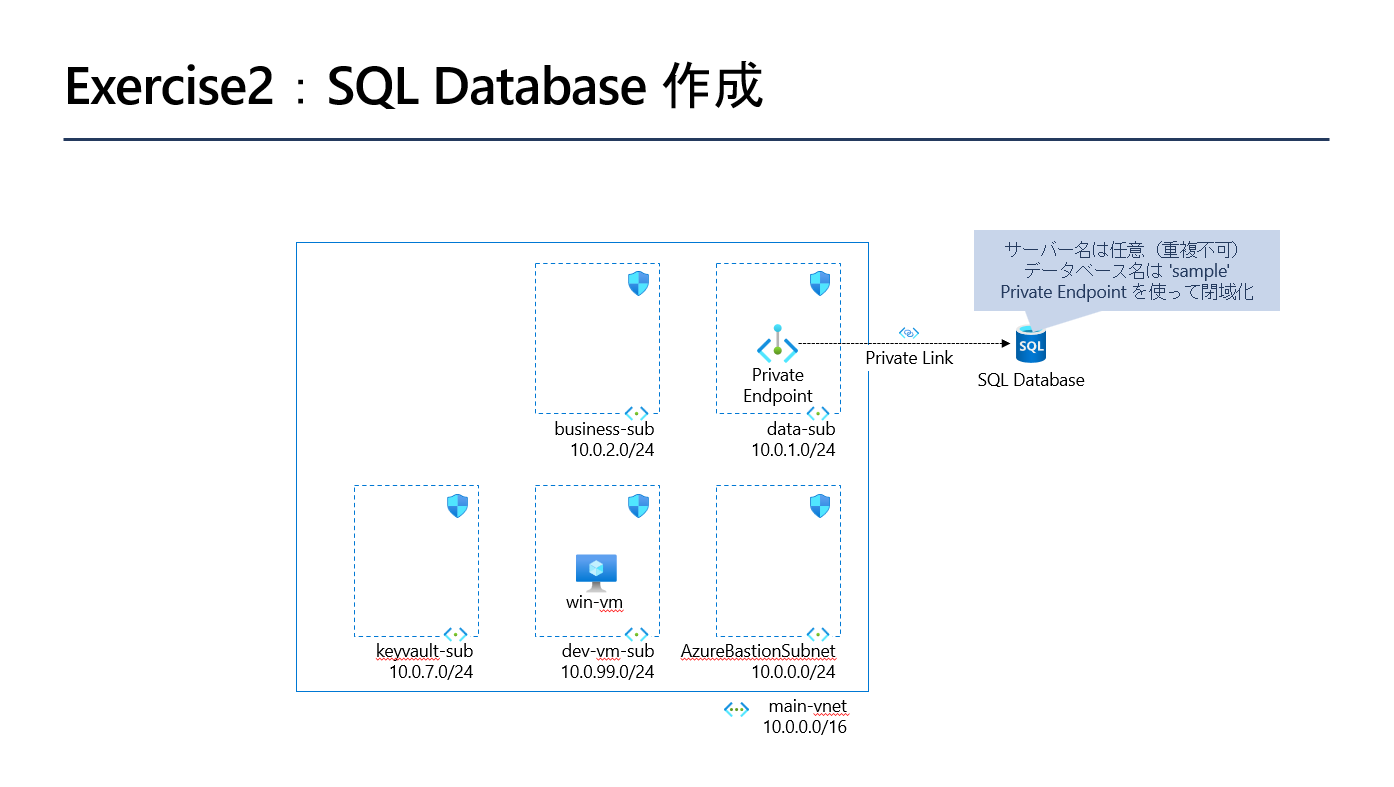 Exercise2：SQL Database 作成
サーバー名は任意（重複不可）
データベース名は 'sample'
Private Endpoint を使って閉域化
SQL
Private Link
SQL Database
Private
Endpoint
business-sub
10.0.2.0/24
data-sub
10.0.1.0/24
win-vm
keyvault-sub
10.0.7.0/24
dev-vm-sub
10.0.99.0/24
AzureBastionSubnet
10.0.0.0/24
main-vnet
10.0.0.0/16